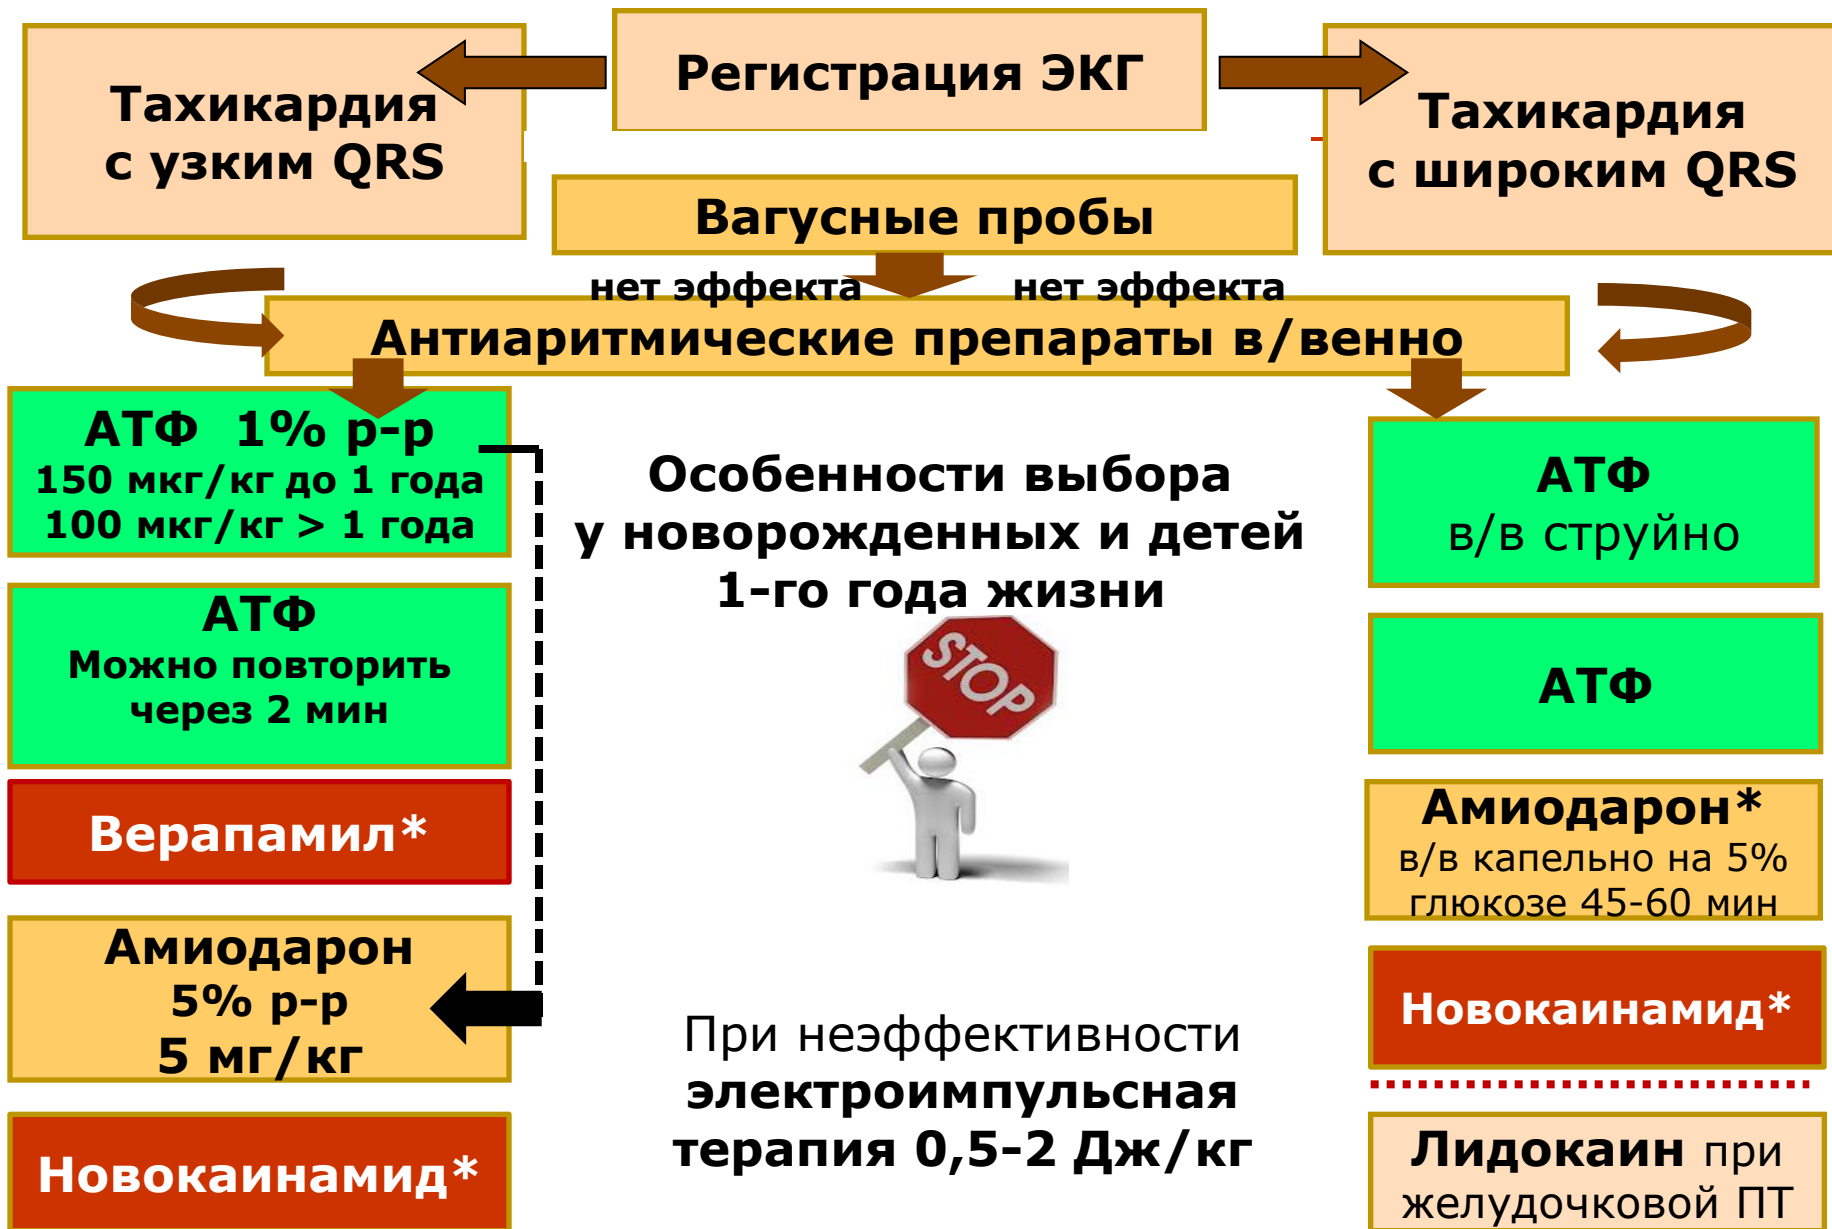 Регистрация ЭКГ
Тахикардия
с узким QRS
Тахикардия
с широким QRS
Вагусные пробы
нет эффекта
нет эффекта
Антиаритмические препараты в/венно
АТФ 1% р-р
150 мкг/кг до 1 года
100 мкг/кг > 1 года
АТФ
Можно повторить
через 2 мин
Верапамил*
Амиодарон
5% р-р
5 мг/кг
Новокаинамид*
Особенности выбора
у новорожденных и детей
1-го года жизни
STOP
При неэффективности
электроимпульсная
терапия 0,5-2 Дж/кг
АТФ
в/в струйно
АТФ
Амиодарон*
в/в капельно на 5%
глюкозе 45-60 мин
Новокаинамид*
Лидокаин при
желудочковой ПТ